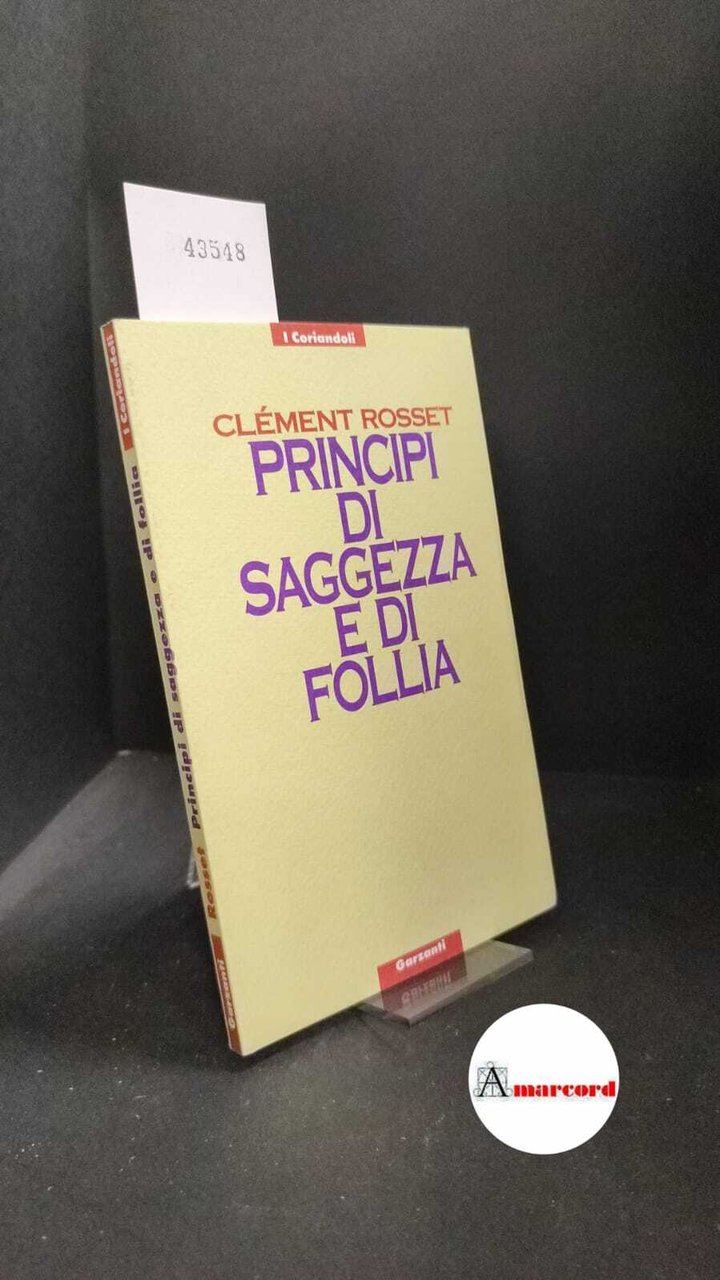 43548
I Coriandoli
CLÉMENT ROSSET
PRINCIPI
DI
SAGGEZZA
E DI
FOLLIA
Garzanti
I Coriandoli
Rosset Principi di saggezza e di follia
Garzanti
Amarcord